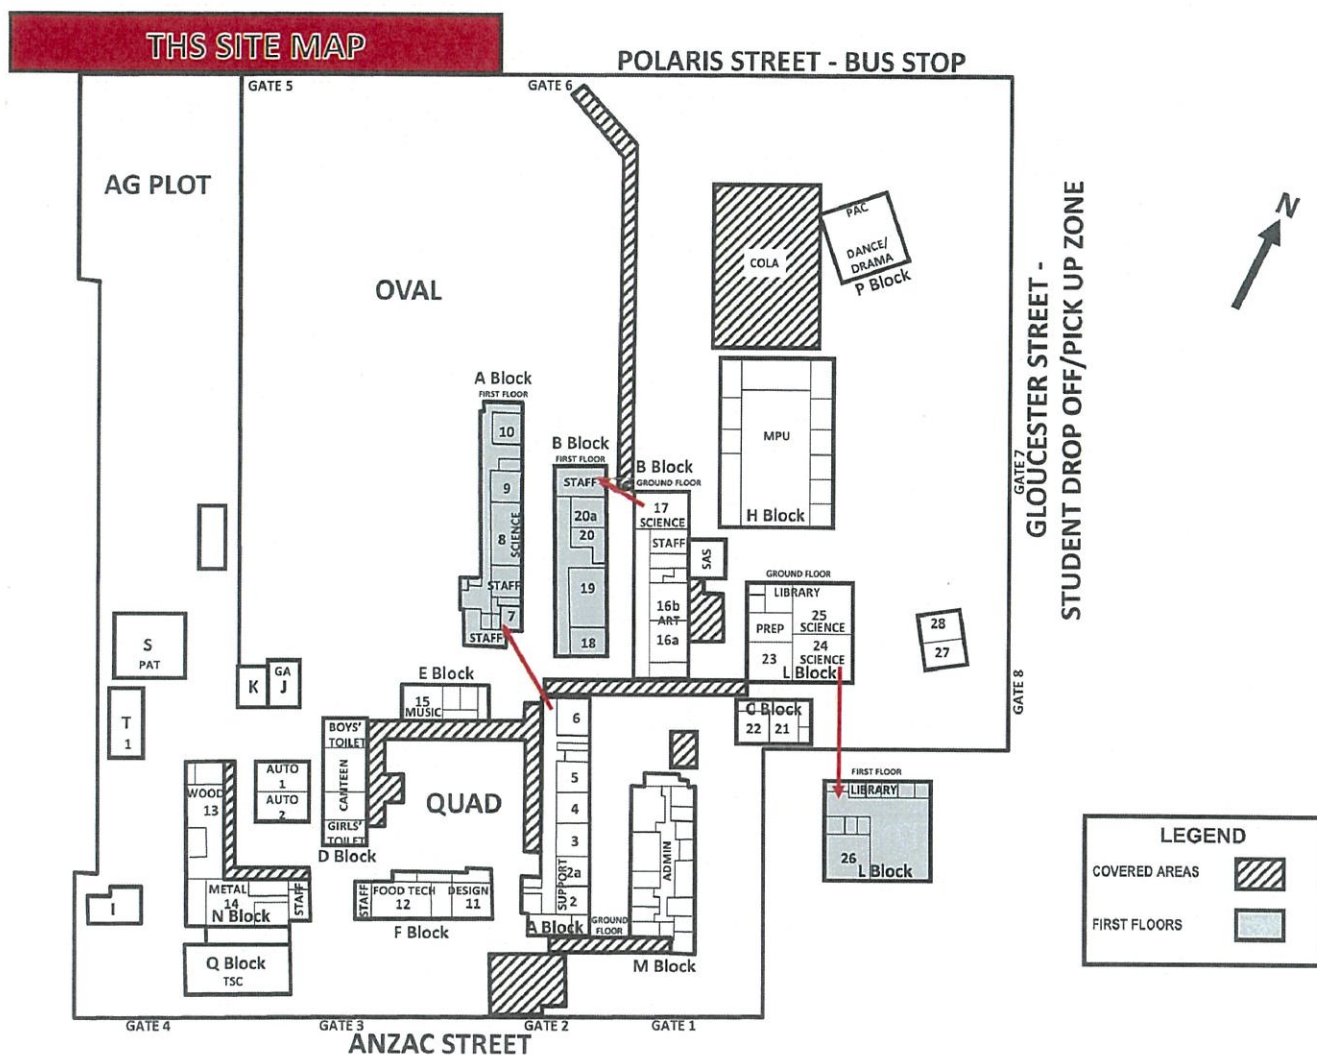 THS SITE MAP
POLARIS STREET - BUS STOP
GATE 5
GATE 6
AG PLOT
OVAL
COLA
PAC
DANCE/
DRAMA
P Block
N
GLOUCESTER STREET -
STUDENT DROP OFF/PICK UP ZONE
GATE 7
GATE 8
MPU
H Block
A Block
FIRST FLOOR
10
9
8
SCIENCE
STAFF
7
STAFF
B Block
FIRST FLOOR
STAFF
20a
20
19
18
B Block
GROUND FLOOR
17
SCIENCE
STAFF
16b
ART
16a
SAS
GROUND FLOOR
LIBRARY
25
SCIENCE
PREP
24
SCIENCE
23
L Block
28
27
C Block
22
21
FIRST FLOOR
LIBRARY
26
L Block
S
PAT
T
1
K
GA
J
I
E Block
15
MUSIC
BOYS'
TOILET
CANTEEN
GIRLS'
TOILET
D Block
AUTO
1
AUTO
2
QUAD
WOOD
13
METAL
14
STAFF
N Block
Q Block
TSC
STAFF
FOOD TECH
12
DESIGN
11
F Block
6
5
4
3
2a
2
SUPPORT
A Block
GROUND
FLOOR
ADMIN
M Block
GATE 4
GATE 3
GATE 2
GATE 1
ANZAC STREET
LEGEND
COVERED AREAS
FIRST FLOORS